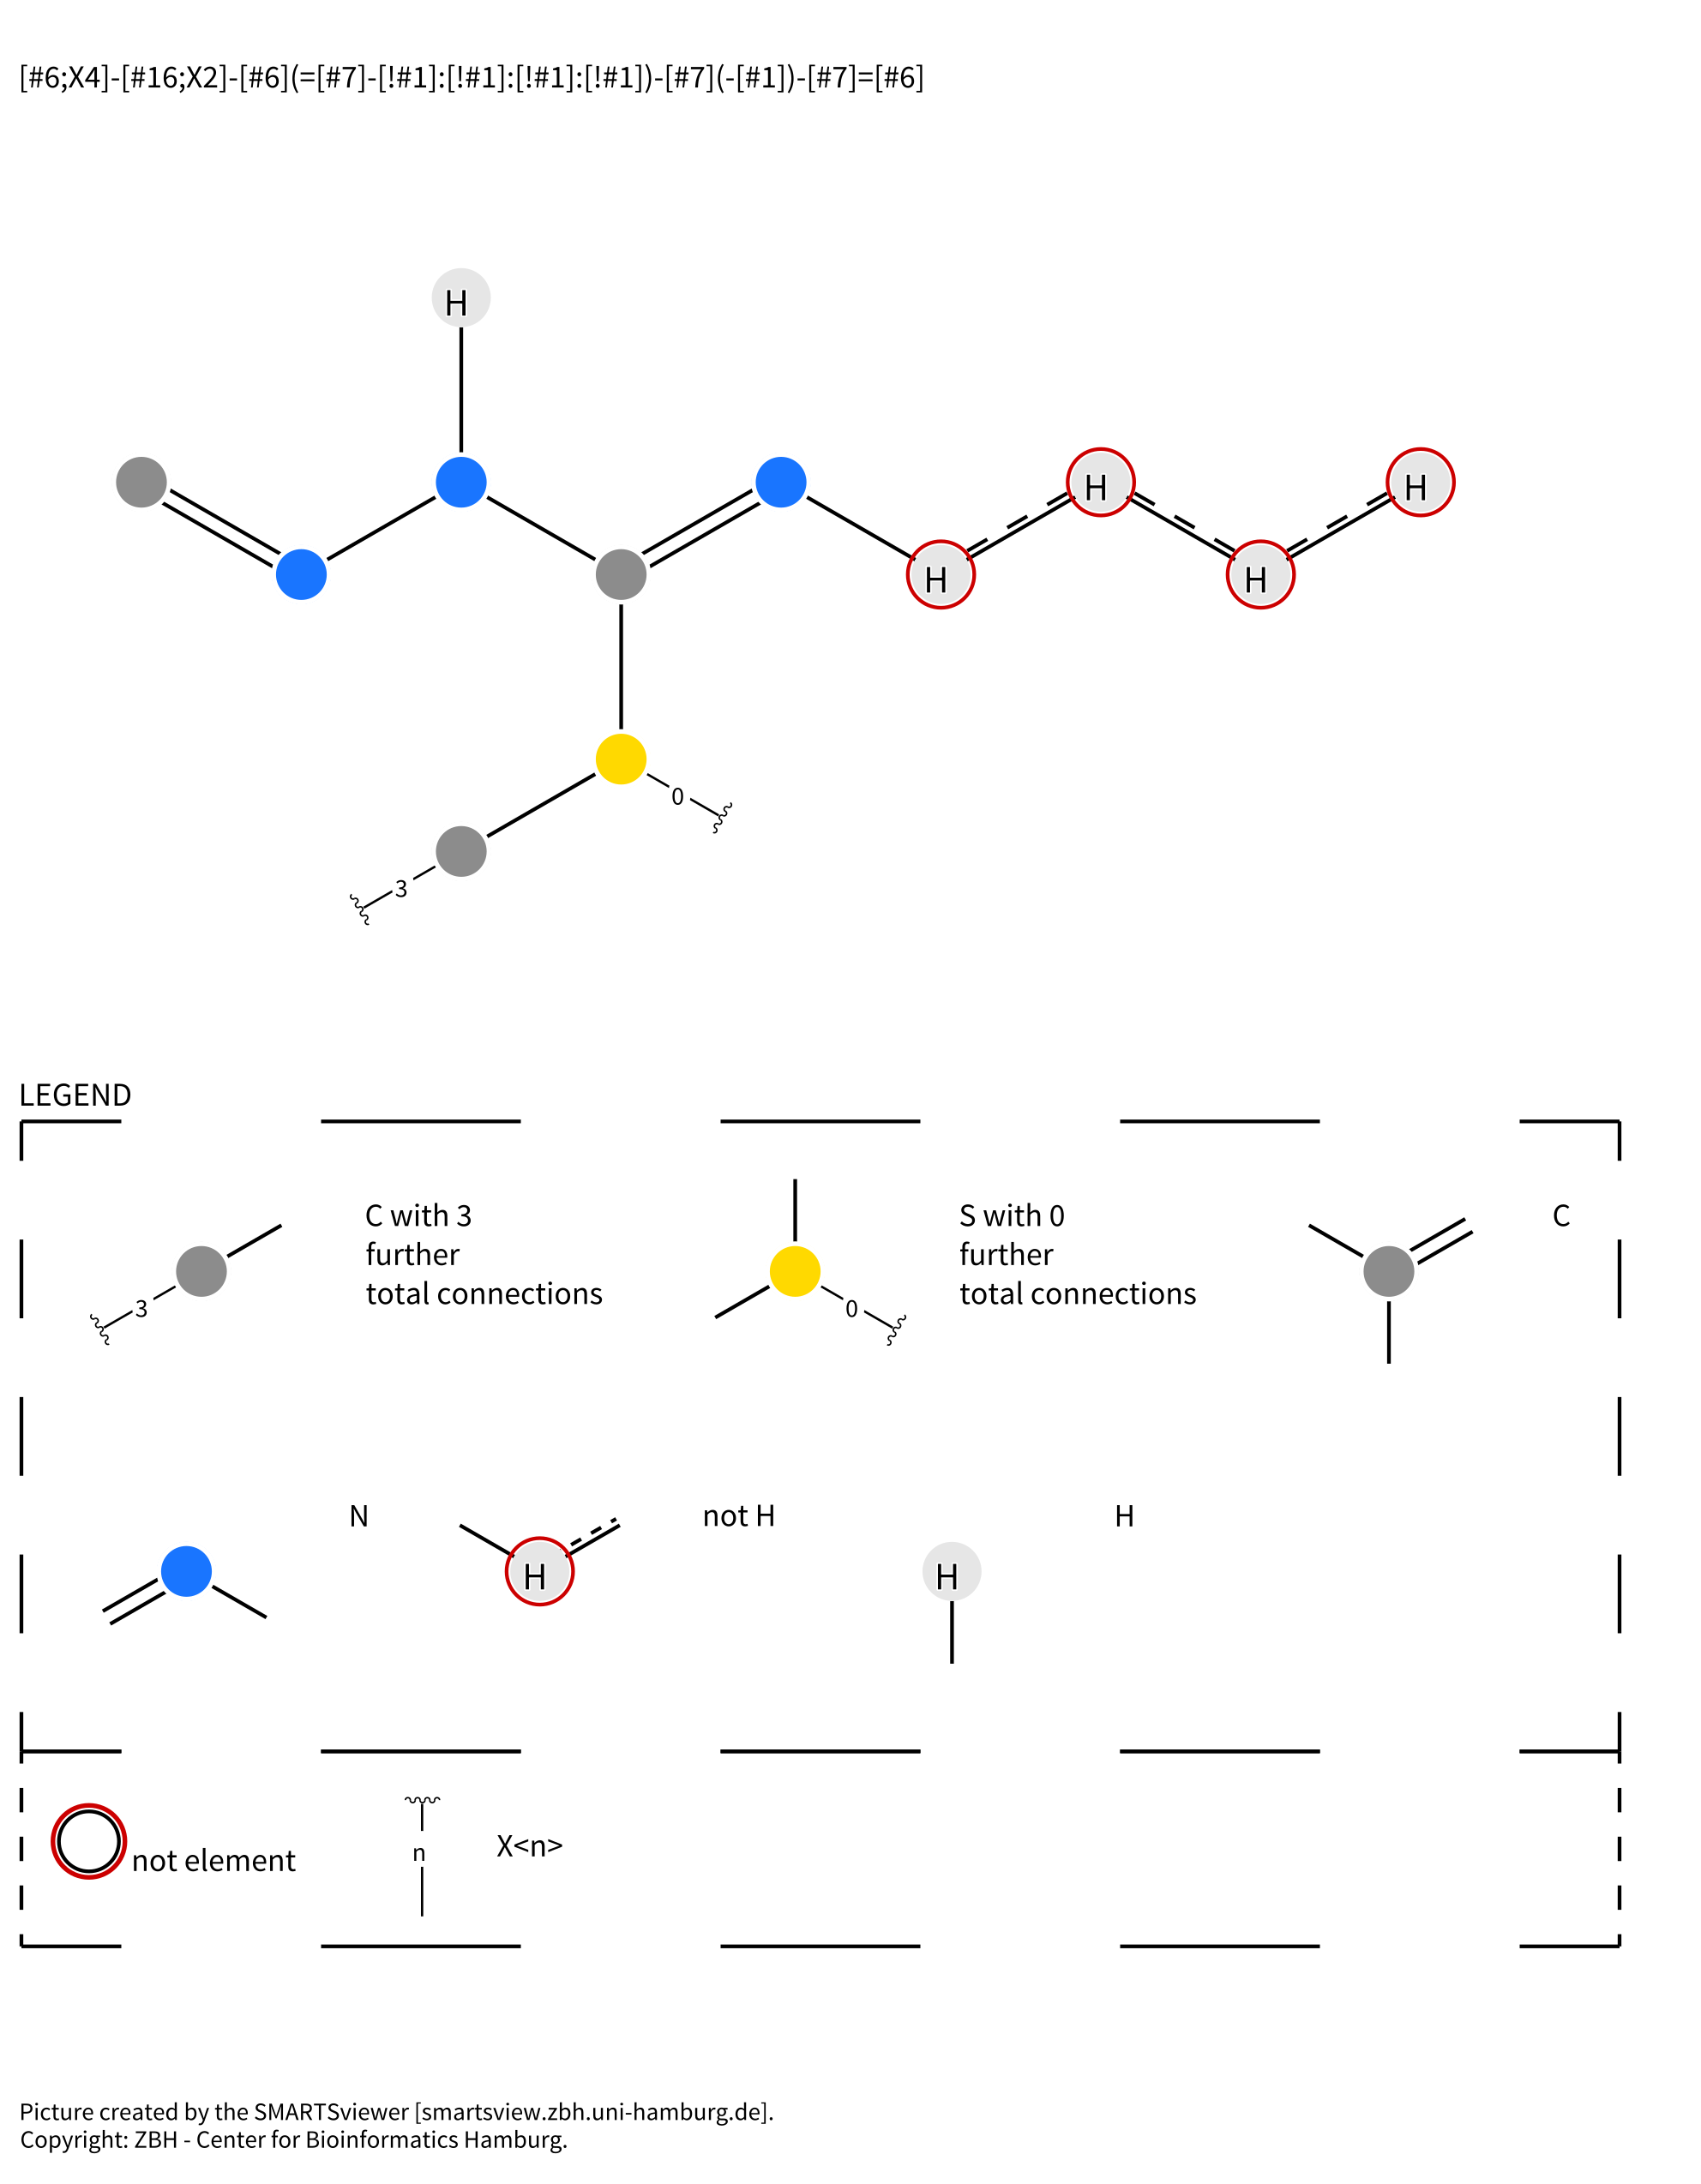 [#6;X4]-[#16;X2]-[#6](=[#7]-[!#1]:[!#1]:[!#1]:[!#1])-[#7](-[#1])-[#7]=[#6]
H
H H
H H
0
3
LEGEND
C with 3
further
total connections
3
S with 0
further
total connections
0
C
N
not H
H
H
H
not element
n
X<n>
Picture created by the SMARTSviewer [smartsview.zbh.uni-hamburg.de].
Copyright: ZBH - Center for Bioinformatics Hamburg.